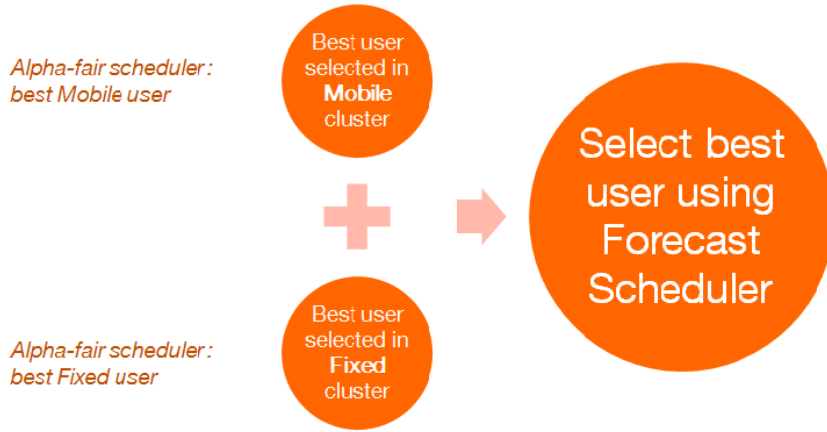 Alpha-fair scheduler:
best Mobile user
Best user
selected in
Mobile
cluster
Select best
user using
Forecast
Scheduler
Alpha-fair scheduler:
best Fixed user
Best user
selected in
Fixed
cluster